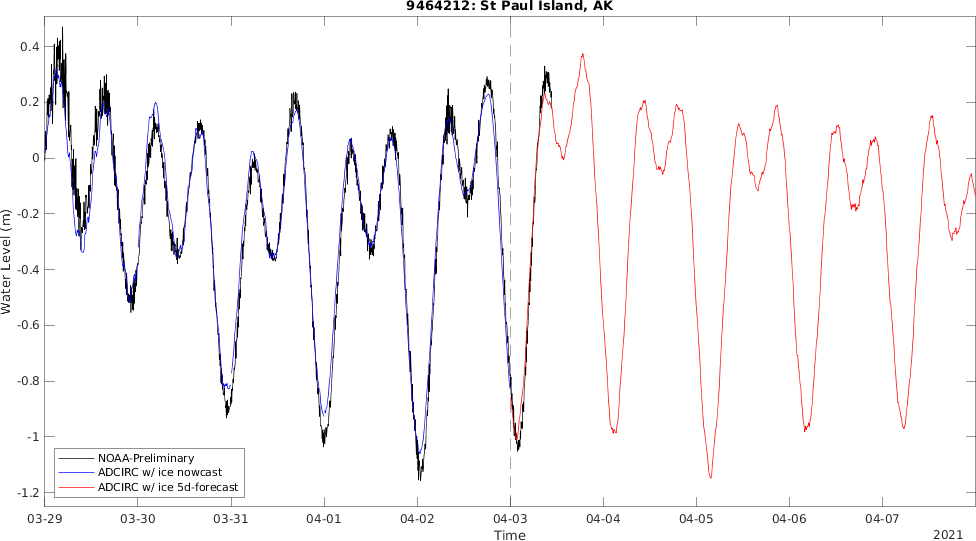 9464212: St Paul Island, AK
0.4
0.2
0
-0.2
-0.4
-0.6
-0.8
-1
-1.2
Water Level (m)
NOAA-Preliminary
ADCIRC w/ ice nowcast
ADCIRC w/ ice 5d-forecast
03-29 03-30 03-31 04-01 04-02 04-03 04-04 04-05 04-06 04-07
Time
2021